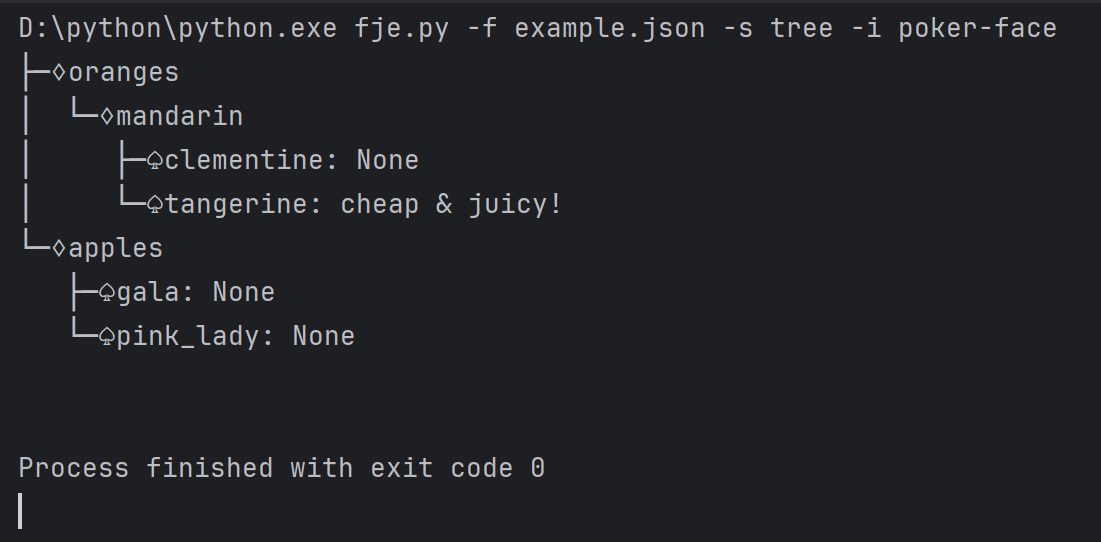 D:\python\python.exe fje.py -f example.json -s tree -i poker-face
├─♢oranges
│  └─♢mandarin
│     ├─♤clementine: None
│     └─♤tangerine: cheap & juicy!
└─♢apples
   ├─♤gala: None
   └─♤pink_lady: None
Process finished with exit code 0